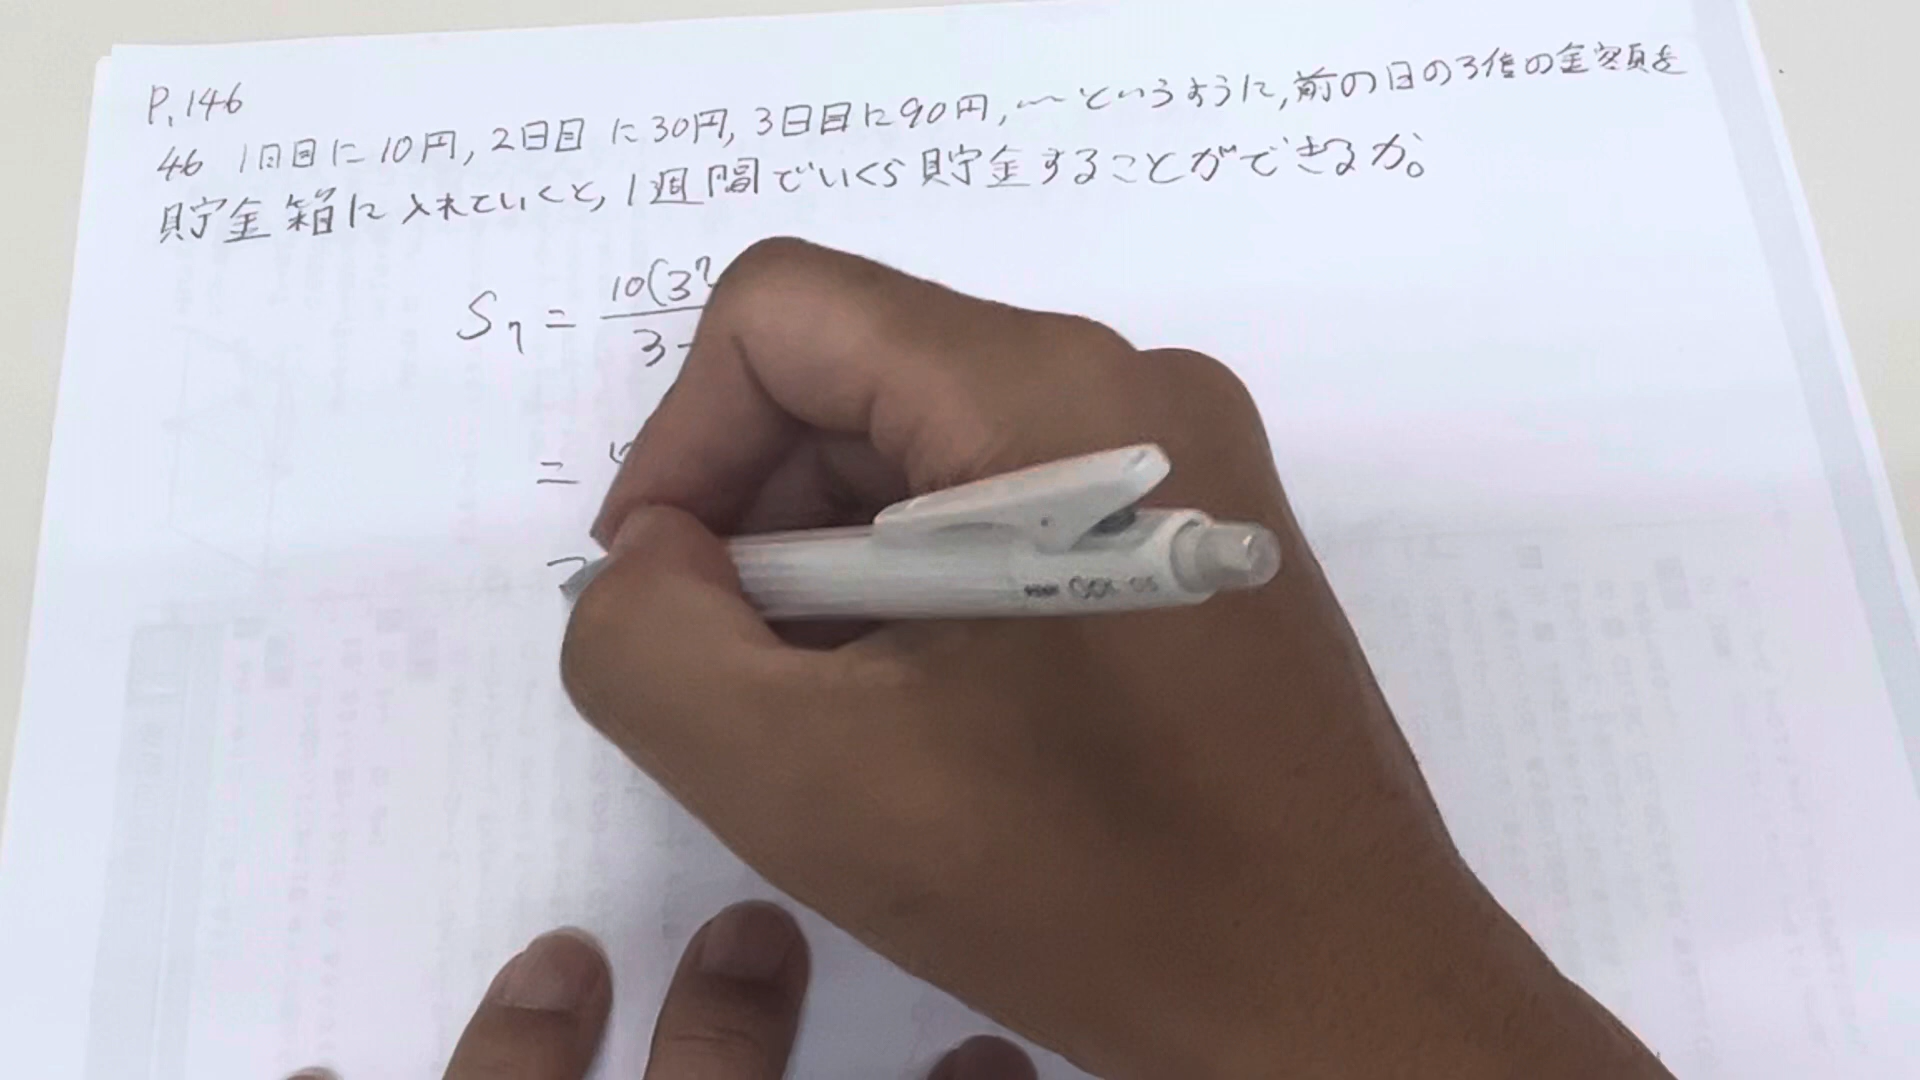 P.146
46 1日目に10円, 2日目に30円, 3日目に90円, 〜というように, 前の日の3倍の金額を
貯金箱に入れていくと, 1週間でいくら貯金することができるか。
S₇ = 10(3⁷
3-
=